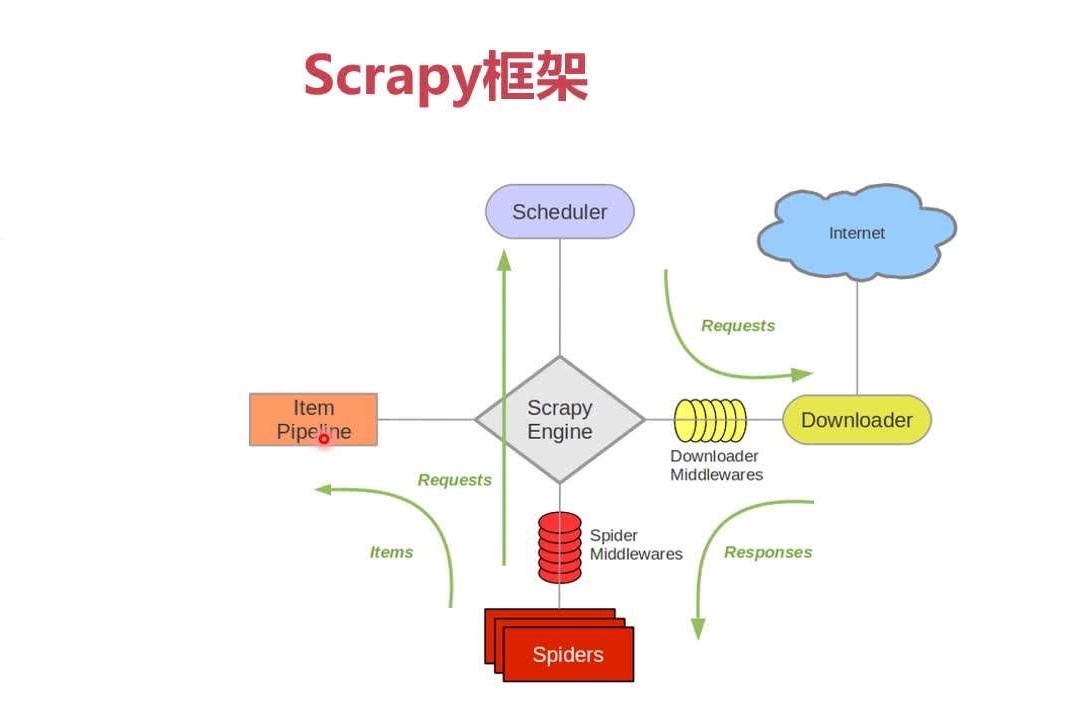 Scrapy框架
Scheduler
Internet
Requests
Item
Pipeline
Scrapy
Engine
Downloader
Downloader
Middlewares
Requests
Items
Spider
Middlewares
Responses
Spiders